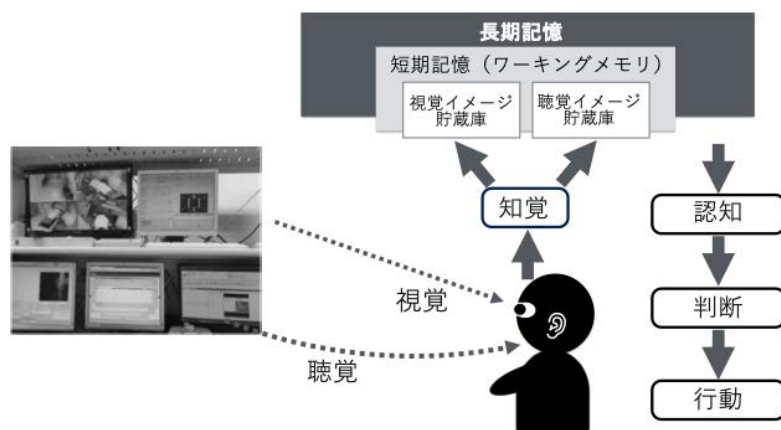 長期記憶
短期記憶（ワーキングメモリ）
視覚イメージ
貯蔵庫
聴覚イメージ
貯蔵庫
知覚
認知
視覚
判断
聴覚
行動